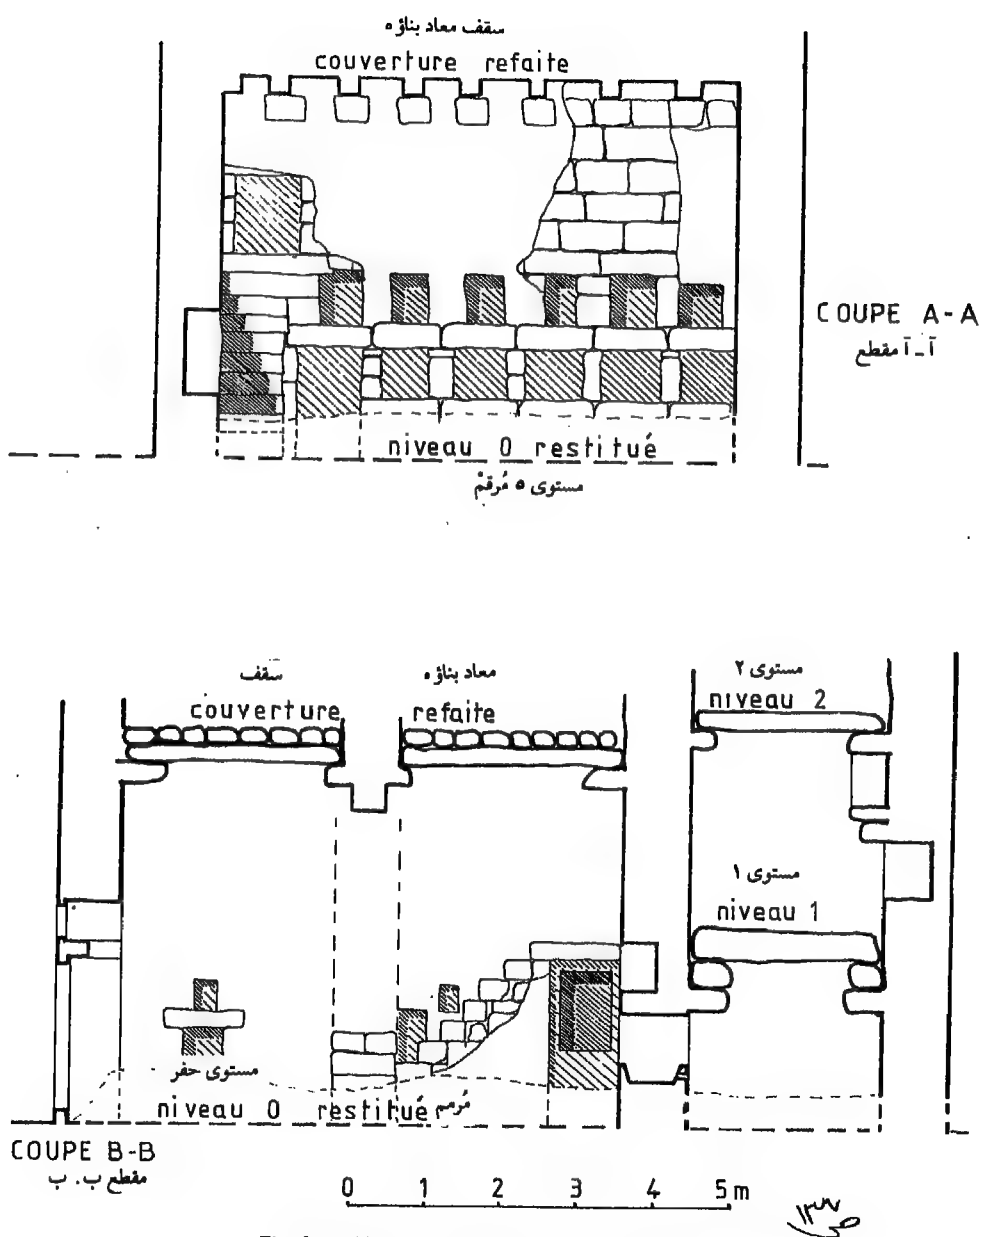 سقف معاد بناؤه
couverture refaite
COUPE A-A
مقطع آ-آ
niveau 0 restitué
مستوى ٥ مُرقمْ
سقف معاد بناؤه
couverture refaite
مستوى ٢
niveau 2
مستوى ١
niveau 1
مستوى حفر
niveau 0 restitué مُرمم
COUPE B-B
مقطع ب. ب
0 1 2 3 4 5 m